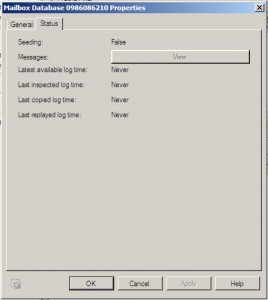 Mailbox Database 0986086210 Properties
General Status
Seeding: False
Messages: View
Latest available log time: Never
Last inspected log time: Never
Last copied log time: Never
Last replayed log time: Never
OK Cancel Apply Help